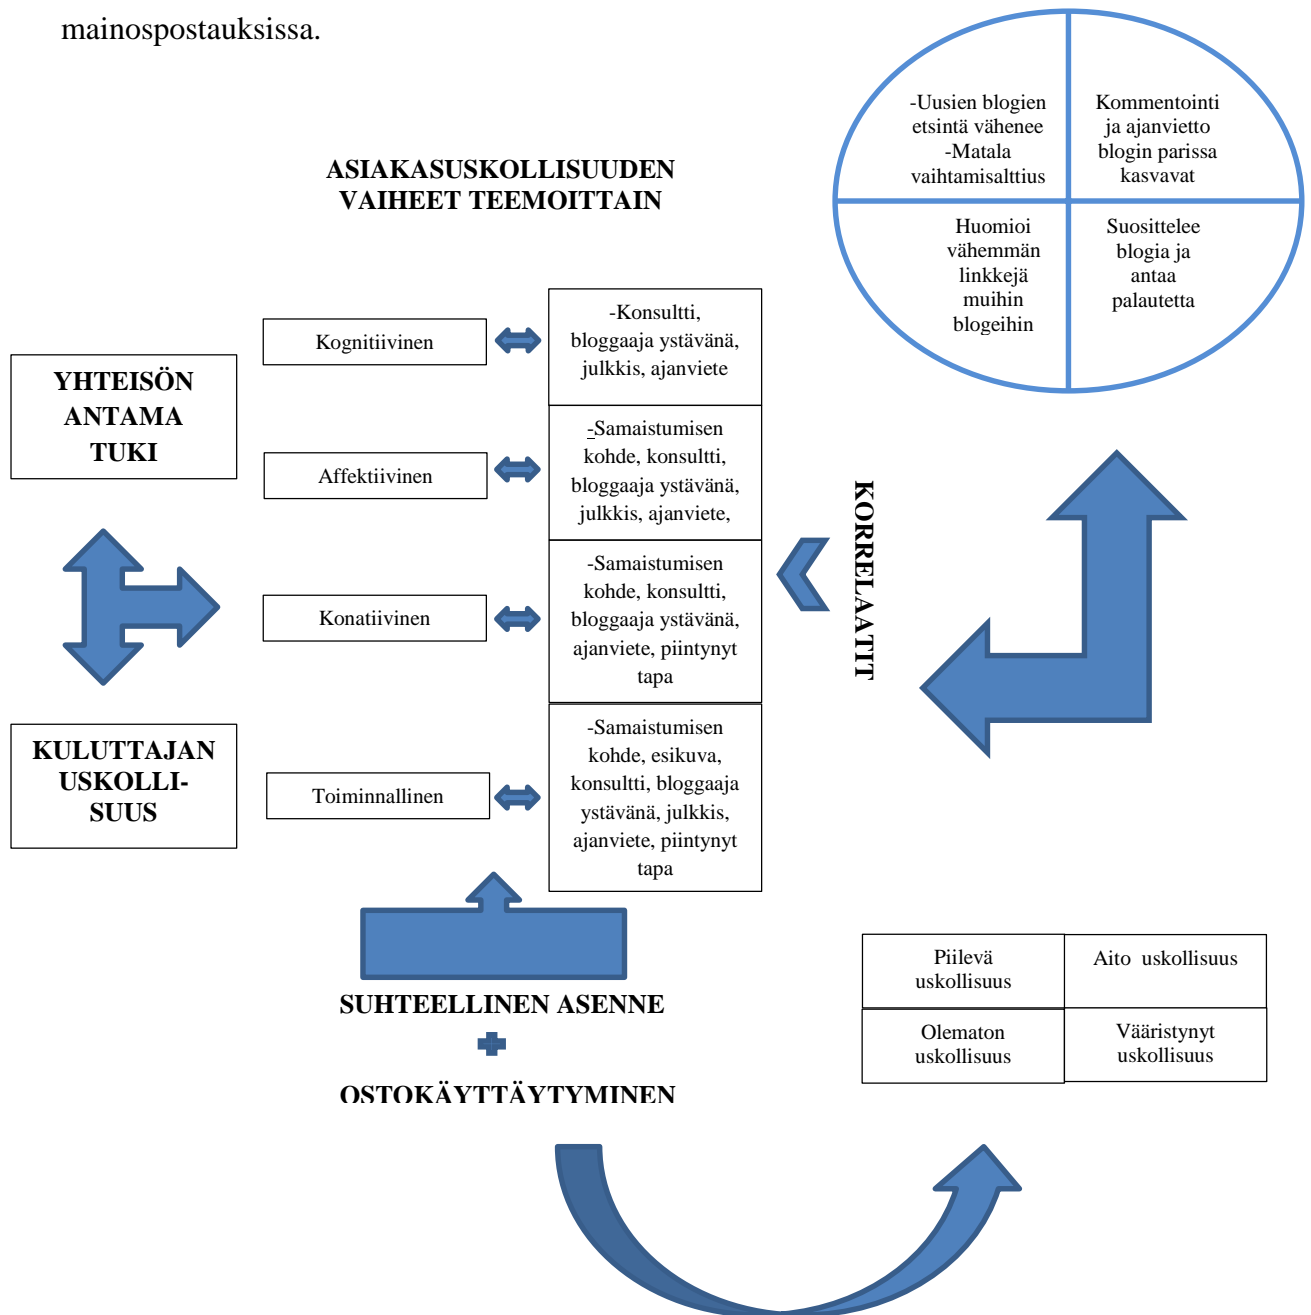 mainospostauksissa.
-Uusien blogien
etsintä vähenee
-Matala
vaihtamisalttius
Kommentointi
ja ajanvietto
blogin parissa
kasvavat
Huomioi
vähemmän
linkkejä
muihin
blogeihin
Suosittelee
blogia ja
antaa
palautetta
ASIAKASUSKOLLISUUDEN
VAIHEET TEEMOITTAIN
YHTEISÖN
ANTAMA
TUKI
KULUTTAJAN
USKOLLI-
SUUS
Kognitiivinen
-Konsultti,
bloggaaja ystävänä,
julkkis, ajanviete
Affektiivinen
-Samaistumisen
kohde, konsultti,
bloggaaja ystävänä,
julkkis, ajanviete,
Konatiivinen
-Samaistumisen
kohde, konsultti,
bloggaaja ystävänä,
ajanviete, piintynyt
tapa
Toiminnallinen
-Samaistumisen
kohde, esikuva,
konsultti, bloggaaja
ystävänä, julkkis,
ajanviete, piintynyt
tapa
KORRELAATIT
SUHTEELLINEN ASENNE
OSTOKÄYTTÄYTYMINEN
Piilevä
uskollisuus
Aito uskollisuus
Olematon
uskollisuus
Vääristynyt
uskollisuus